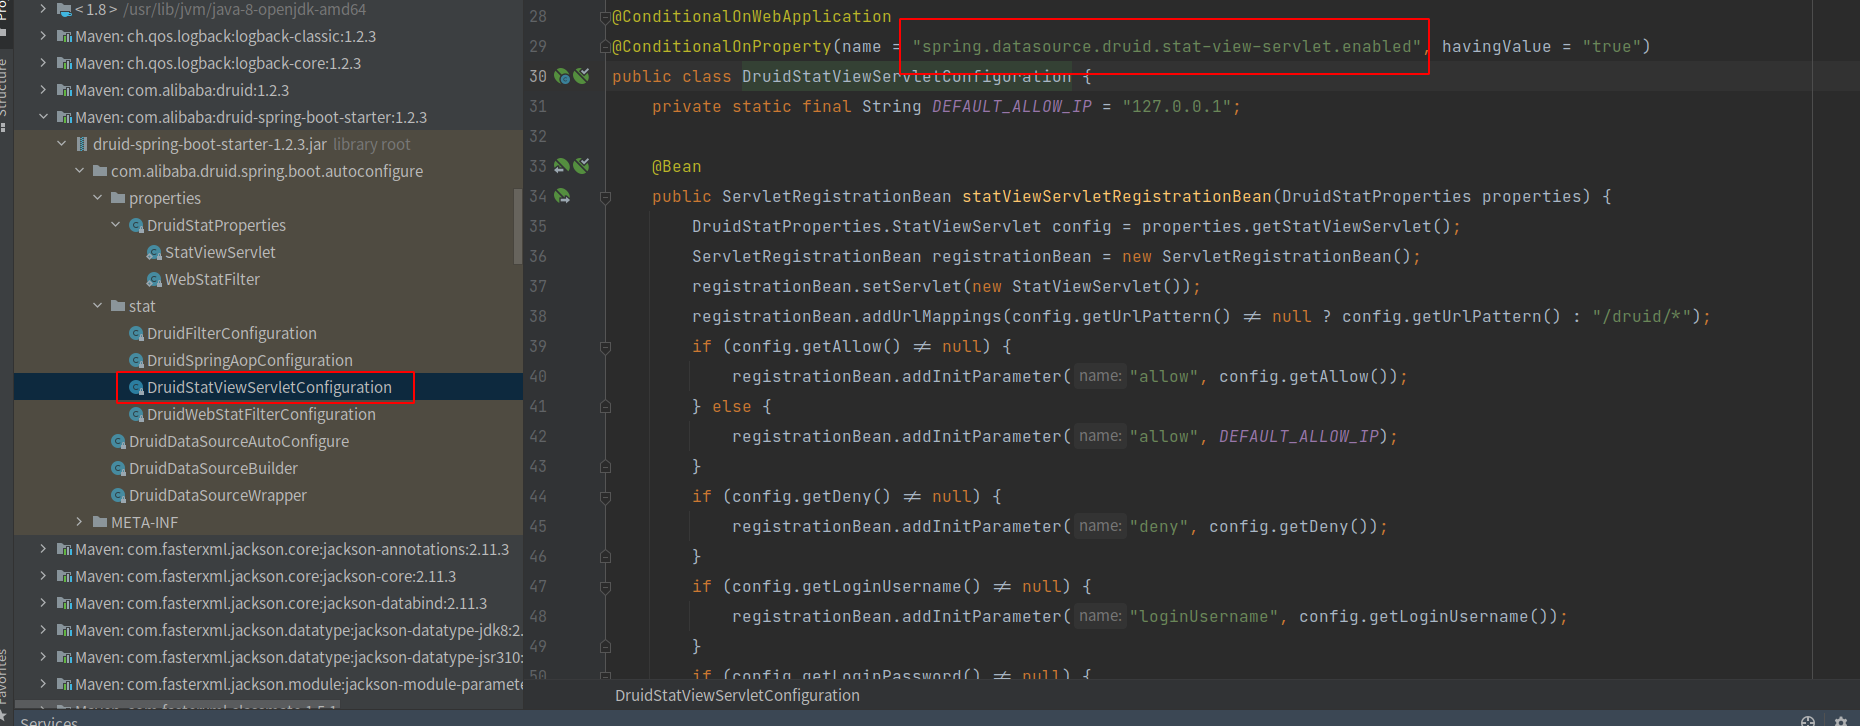 Pro
Structure
Favorites
< 1.8 > /usr/lib/jvm/java-8-openjdk-amd64
Maven: ch.qos.logback:logback-classic:1.2.3
Maven: ch.qos.logback:logback-core:1.2.3
Maven: com.alibaba:druid:1.2.3
Maven: com.alibaba:druid-spring-boot-starter:1.2.3
druid-spring-boot-starter-1.2.3.jar library root
com.alibaba.druid.spring.boot.autoconfigure
properties
DruidStatProperties
StatViewServlet
WebStatFilter
stat
DruidFilterConfiguration
DruidSpringAopConfiguration
DruidStatViewServletConfiguration
DruidWebStatFilterConfiguration
DruidDataSourceAutoConfigure
DruidDataSourceBuilder
DruidDataSourceWrapper
META-INF
Maven: com.fasterxml.jackson.core:jackson-annotations:2.11.3
Maven: com.fasterxml.jackson.core:jackson-core:2.11.3
Maven: com.fasterxml.jackson.core:jackson-databind:2.11.3
Maven: com.fasterxml.jackson.datatype:jackson-datatype-jdk8:2.
Maven: com.fasterxml.jackson.datatype:jackson-datatype-jsr310:
Maven: com.fasterxml.jackson.module:jackson-module-paramete
Maven: com.fasterxml:classmate:1.5.1
Services
28 @ConditionalOnWebApplication
29 @ConditionalOnProperty(name = "spring.datasource.druid.stat-view-servlet.enabled", havingValue = "true")
30 public class DruidStatViewServletConfiguration {
31 private static final String DEFAULT_ALLOW_IP = "127.0.0.1";
32
33 @Bean
34 public ServletRegistrationBean statViewServletRegistrationBean(DruidStatProperties properties) {
35 DruidStatProperties.StatViewServlet config = properties.getStatViewServlet();
36 ServletRegistrationBean registrationBean = new ServletRegistrationBean();
37 registrationBean.setServlet(new StatViewServlet());
38 registrationBean.addUrlMappings(config.getUrlPattern() != null ? config.getUrlPattern() : "/druid/*");
39 if (config.getAllow() != null) {
40 registrationBean.addInitParameter( name: "allow", config.getAllow());
41 } else {
42 registrationBean.addInitParameter( name: "allow", DEFAULT_ALLOW_IP);
43 }
44 if (config.getDeny() != null) {
45 registrationBean.addInitParameter( name: "deny", config.getDeny());
46 }
47 if (config.getLoginUsername() != null) {
48 registrationBean.addInitParameter( name: "loginUsername", config.getLoginUsername());
49 }
50 if (config.getLoginPassword() != null) {
DruidStatViewServletConfiguration